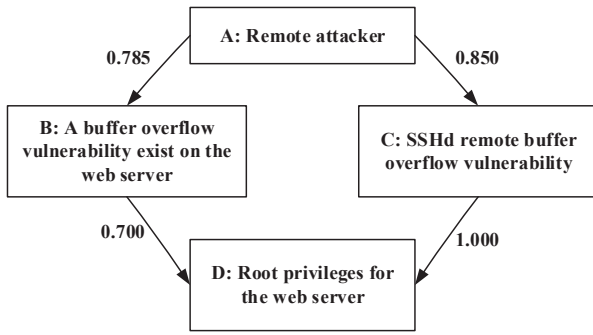 A: Remote attacker
0.785
0.850
B: A buffer overflow
vulnerability exist on the
web server
C: SSHd remote buffer
overflow vulnerability
0.700
1.000
D: Root privileges for
the web server